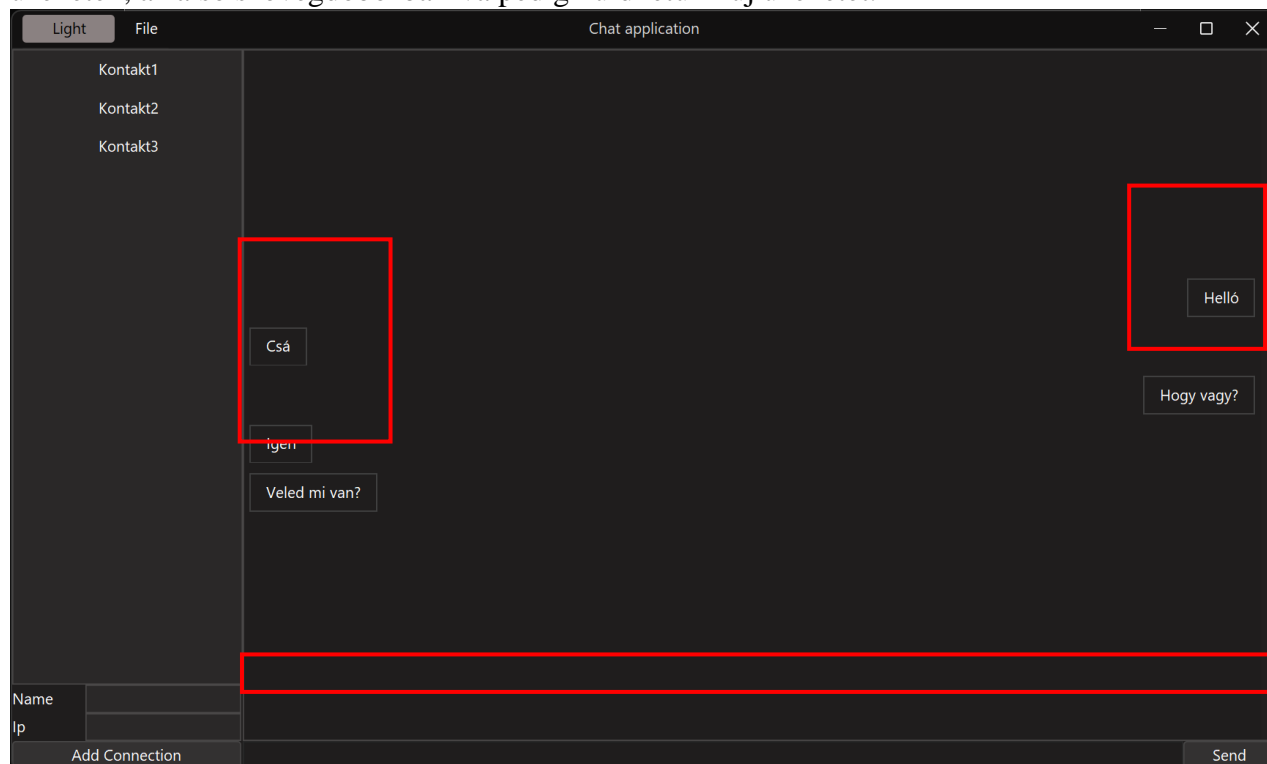 Light File Chat application
Kontakt1
Kontakt2
Kontakt3
Helló
Csá
Hogy vagy?
Igen
Veled mi van?
Name
Ip
Add Connection Send